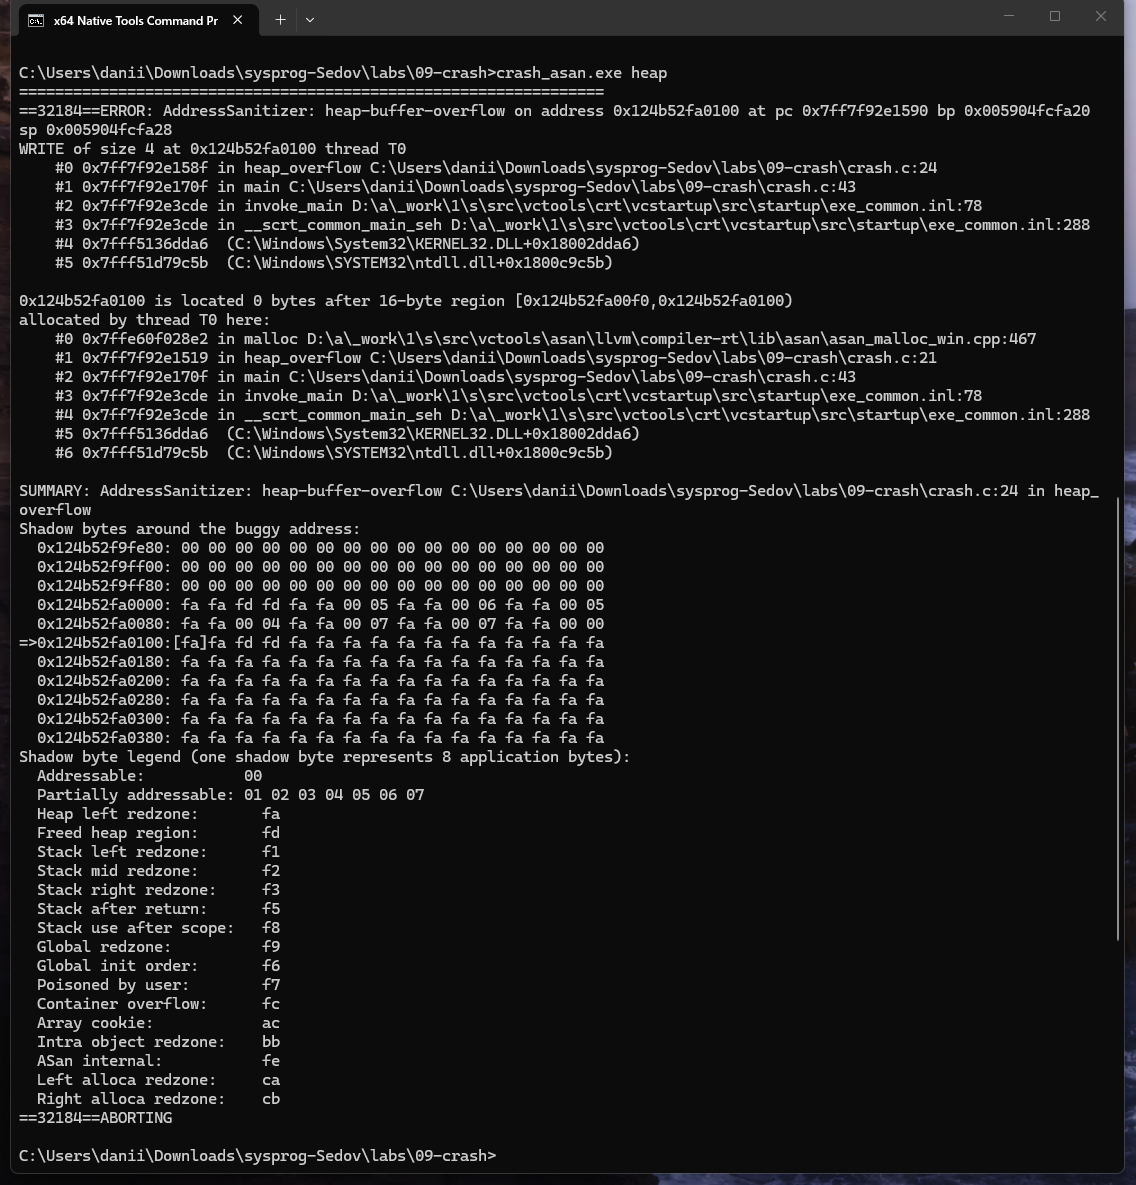 x64 Native Tools Command Pr
C:\Users\danii\Downloads\sysprog-Sedov\labs\09-crash>crash_asan.exe heap
=================================================================
==32184==ERROR: AddressSanitizer: heap-buffer-overflow on address 0x124b52fa0100 at pc 0x7ff7f92e1590 bp 0x005904fcfa20
sp 0x005904fcfa28
WRITE of size 4 at 0x124b52fa0100 thread T0
    #0 0x7ff7f92e158f in heap_overflow C:\Users\danii\Downloads\sysprog-Sedov\labs\09-crash\crash.c:24
    #1 0x7ff7f92e170f in main C:\Users\danii\Downloads\sysprog-Sedov\labs\09-crash\crash.c:43
    #2 0x7ff7f92e3cde in invoke_main D:\a\_work\1\s\src\vctools\crt\vcstartup\src\startup\exe_common.inl:78
    #3 0x7ff7f92e3cde in __scrt_common_main_seh D:\a\_work\1\s\src\vctools\crt\vcstartup\src\startup\exe_common.inl:288
    #4 0x7fff5136dda6  (C:\Windows\System32\KERNEL32.DLL+0x18002dda6)
    #5 0x7fff51d79c5b  (C:\Windows\SYSTEM32\ntdll.dll+0x1800c9c5b)
0x124b52fa0100 is located 0 bytes after 16-byte region [0x124b52fa00f0,0x124b52fa0100)
allocated by thread T0 here:
    #0 0x7ffe60f028e2 in malloc D:\a\_work\1\s\src\vctools\asan\llvm\compiler-rt\lib\asan\asan_malloc_win.cpp:467
    #1 0x7ff7f92e1519 in heap_overflow C:\Users\danii\Downloads\sysprog-Sedov\labs\09-crash\crash.c:21
    #2 0x7ff7f92e170f in main C:\Users\danii\Downloads\sysprog-Sedov\labs\09-crash\crash.c:43
    #3 0x7ff7f92e3cde in invoke_main D:\a\_work\1\s\src\vctools\crt\vcstartup\src\startup\exe_common.inl:78
    #4 0x7ff7f92e3cde in __scrt_common_main_seh D:\a\_work\1\s\src\vctools\crt\vcstartup\src\startup\exe_common.inl:288
    #5 0x7fff5136dda6  (C:\Windows\System32\KERNEL32.DLL+0x18002dda6)
    #6 0x7fff51d79c5b  (C:\Windows\SYSTEM32\ntdll.dll+0x1800c9c5b)
SUMMARY: AddressSanitizer: heap-buffer-overflow C:\Users\danii\Downloads\sysprog-Sedov\labs\09-crash\crash.c:24 in heap_
overflow
Shadow bytes around the buggy address:
  0x124b52f9fe80: 00 00 00 00 00 00 00 00 00 00 00 00 00 00 00 00
  0x124b52f9ff00: 00 00 00 00 00 00 00 00 00 00 00 00 00 00 00 00
  0x124b52f9ff80: 00 00 00 00 00 00 00 00 00 00 00 00 00 00 00 00
  0x124b52fa0000: fa fa fd fd fa fa 00 05 fa fa 00 06 fa fa 00 05
  0x124b52fa0080: fa fa 00 04 fa fa 00 07 fa fa 00 07 fa fa 00 00
=>0x124b52fa0100:[fa]fa fd fd fa fa fa fa fa fa fa fa fa fa fa fa
  0x124b52fa0180: fa fa fa fa fa fa fa fa fa fa fa fa fa fa fa fa
  0x124b52fa0200: fa fa fa fa fa fa fa fa fa fa fa fa fa fa fa fa
  0x124b52fa0280: fa fa fa fa fa fa fa fa fa fa fa fa fa fa fa fa
  0x124b52fa0300: fa fa fa fa fa fa fa fa fa fa fa fa fa fa fa fa
  0x124b52fa0380: fa fa fa fa fa fa fa fa fa fa fa fa fa fa fa fa
Shadow byte legend (one shadow byte represents 8 application bytes):
  Addressable:           00
  Partially addressable: 01 02 03 04 05 06 07
  Heap left redzone:       fa
  Freed heap region:       fd
  Stack left redzone:      f1
  Stack mid redzone:       f2
  Stack right redzone:     f3
  Stack after return:      f5
  Stack use after scope:   f8
  Global redzone:          f9
  Global init order:       f6
  Poisoned by user:        f7
  Container overflow:      fc
  Array cookie:            ac
  Intra object redzone:    bb
  ASan internal:           fe
  Left alloca redzone:     ca
  Right alloca redzone:    cb
==32184==ABORTING
C:\Users\danii\Downloads\sysprog-Sedov\labs\09-crash>